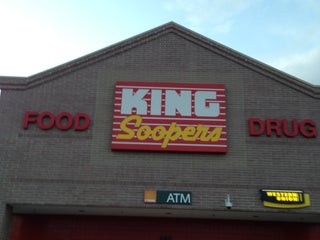 KING
FOOD Soopers DRUG
ATM
WESTERN
UNION